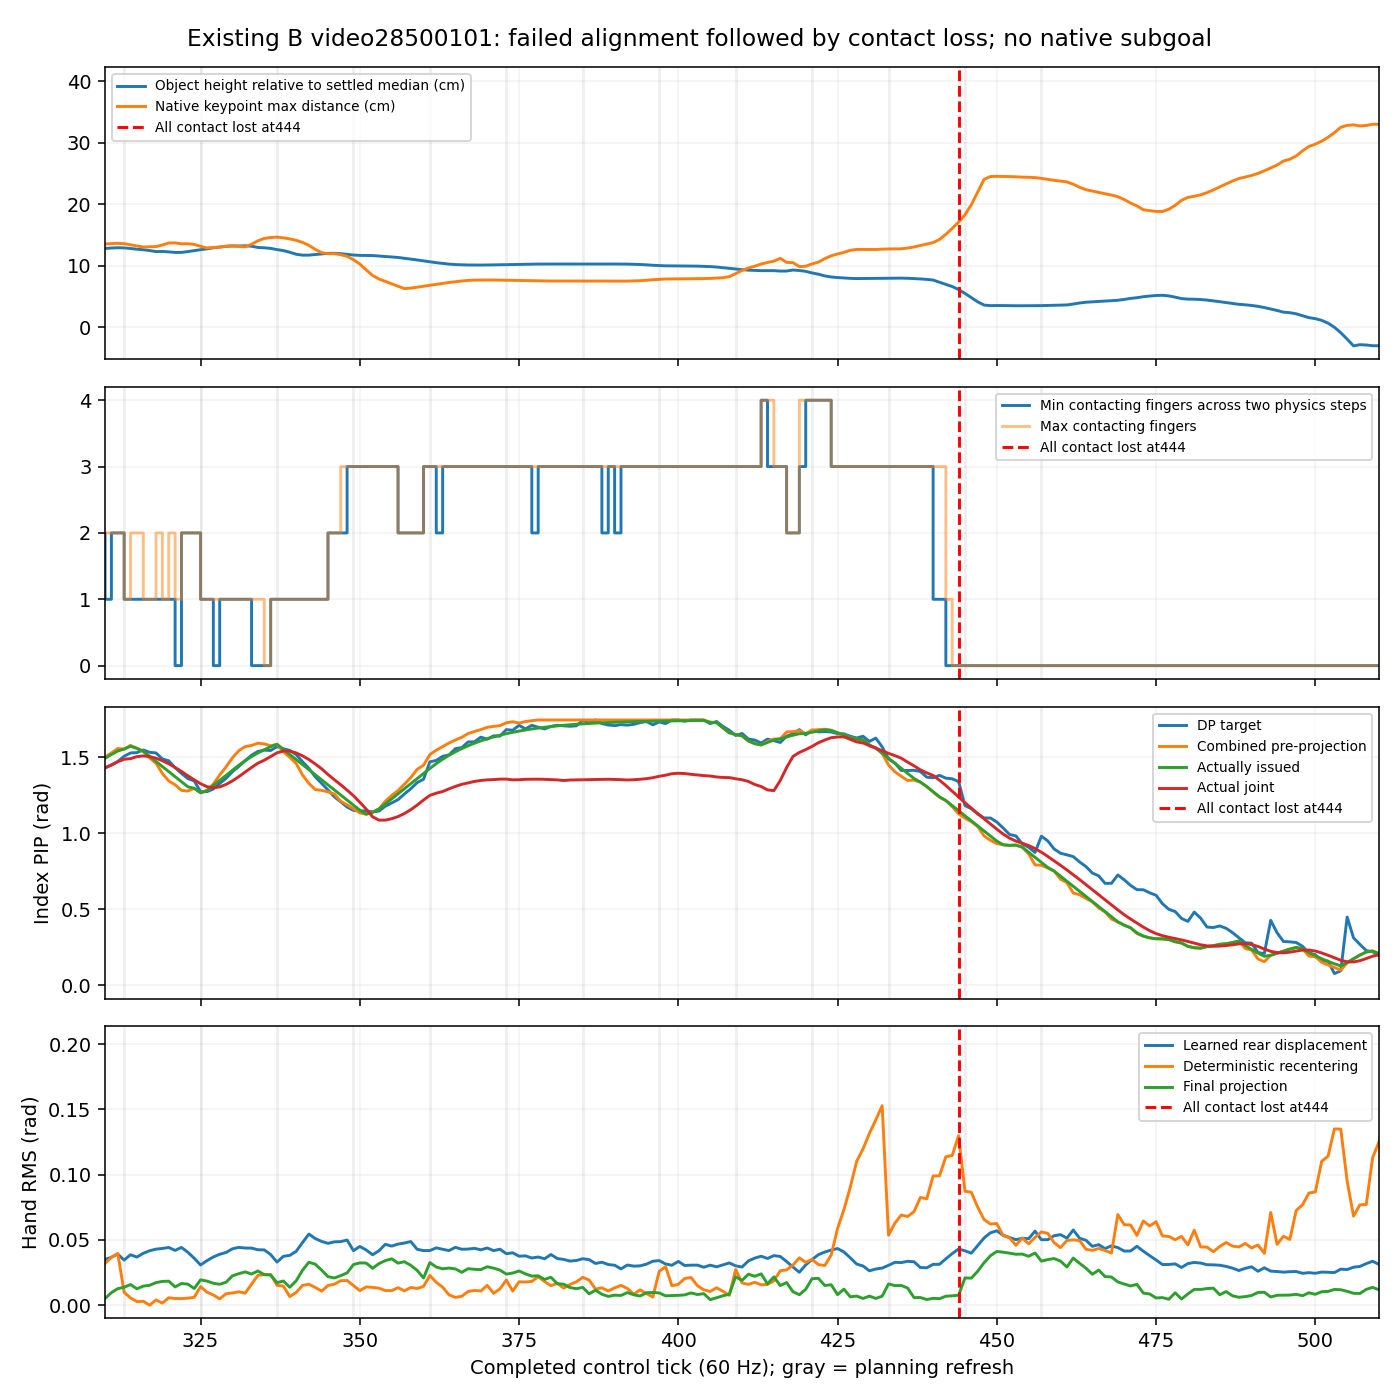 Existing B video28500101: failed alignment followed by contact loss; no native subgoal
40
30
20
10
0
Object height relative to settled median (cm)
Native keypoint max distance (cm)
All contact lost at444
4
3
2
1
0
Min contacting fingers across two physics steps
Max contacting fingers
All contact lost at444
Index PIP (rad)
1.5
1.0
0.5
0.0
DP target
Combined pre-projection
Actually issued
Actual joint
All contact lost at444
Hand RMS (rad)
0.20
0.15
0.10
0.05
0.00
Learned rear displacement
Deterministic recentering
Final projection
All contact lost at444
325 350 375 400 425 450 475 500
Completed control tick (60 Hz); gray = planning refresh